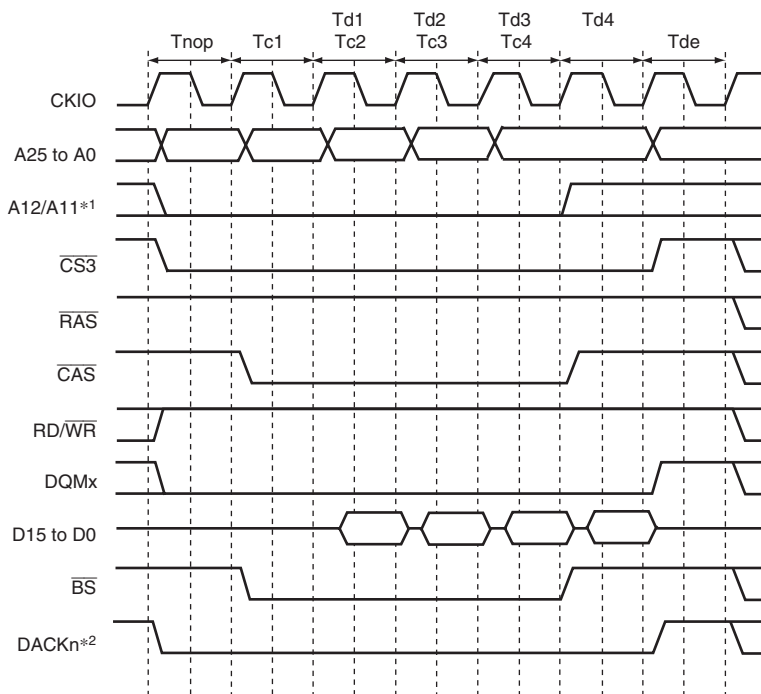 Td1 Td2 Td3 Td4
Tnop Tc1 Tc2 Tc3 Tc4 Tde
CKIO
A25 to A0
A12/A11*1
CS3
RAS
CAS
RD/WR
DQMx
D15 to D0
BS
DACKn*2